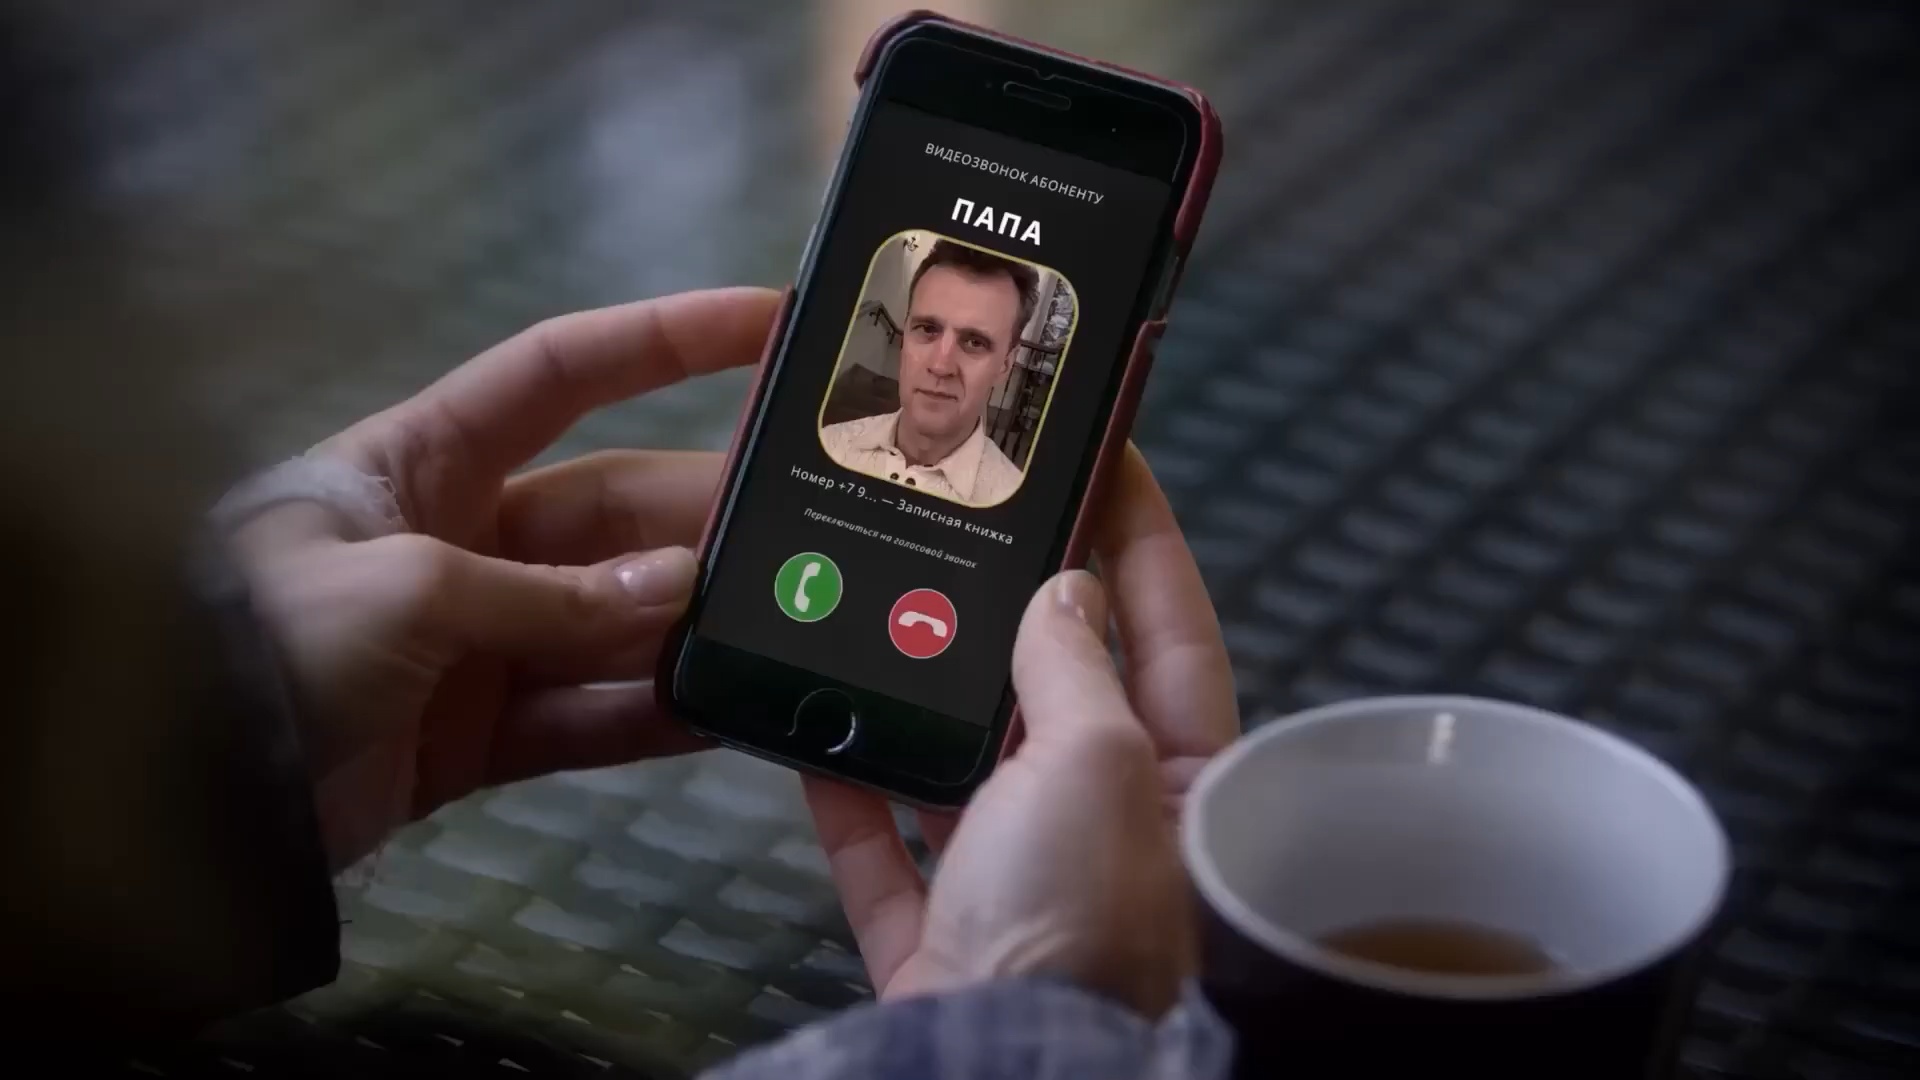 ВИДЕОЗВОНОК АБОНЕНТУ
ПАПА
Номер +7 9... — Записная книжка
Переключиться на голосовой звонок